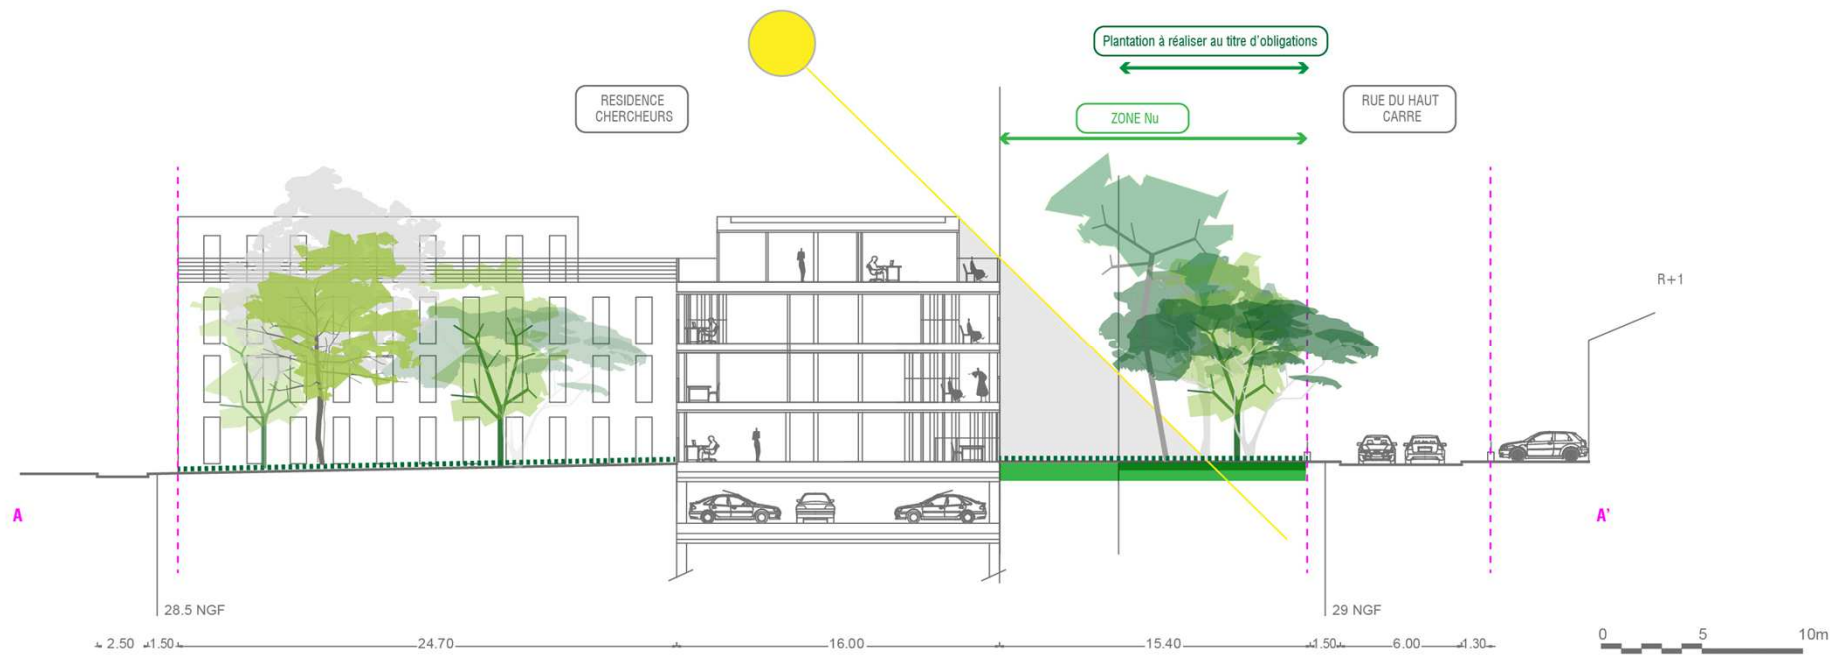 Plantation à réaliser au titre d'obligations
RESIDENCE
CHERCHEURS
ZONE Nu
RUE DU HAUT
CARRE
R+1
A
A'
28.5 NGF
29 NGF
2.50
1.50
24.70
16.00
15.40
1.50
6.00
1.30
0
5
10m